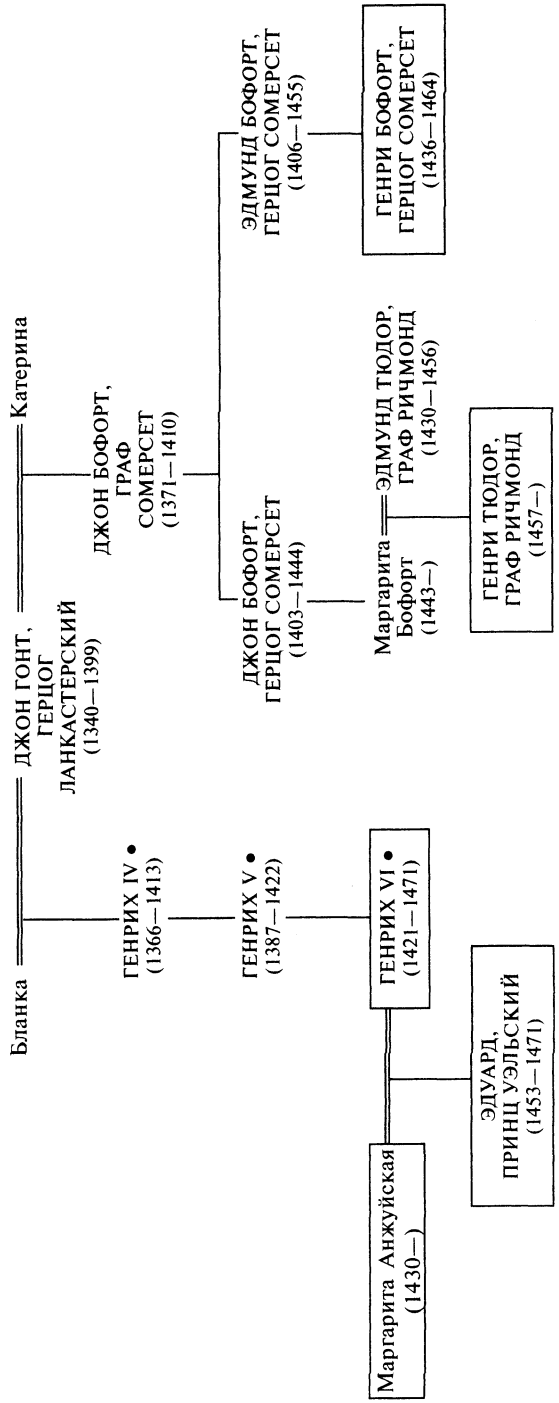 Бланка
ДЖОН ГОНТ,
ГЕРЦОГ
ЛАНКАСТЕРСКИЙ
(1340—1399)
Катерина
ГЕНРИХ IV ●
(1366—1413)
ДЖОН БОФОРТ,
ГРАФ
СОМЕРСЕТ
(1371—1410)
ГЕНРИХ V ●
(1387—1422)
ДЖОН БОФОРТ,
ГЕРЦОГ СОМЕРСЕТ
(1403—1444)
ЭДМУНД БОФОРТ,
ГЕРЦОГ СОМЕРСЕТ
(1406—1455)
Маргарита Анжуйская
(1430—)
ГЕНРИХ VI ●
(1421—1471)
Маргарита
Бофорт
(1443—)
ЭДМУНД ТЮДОР,
ГРАФ РИЧМОНД
(1430—1456)
ГЕНРИ БОФОРТ,
ГЕРЦОГ СОМЕРСЕТ
(1436—1464)
ЭДУАРД,
ПРИНЦ УЭЛЬСКИЙ
(1453—1471)
ГЕНРИ ТЮДОР,
ГРАФ РИЧМОНД
(1457—)